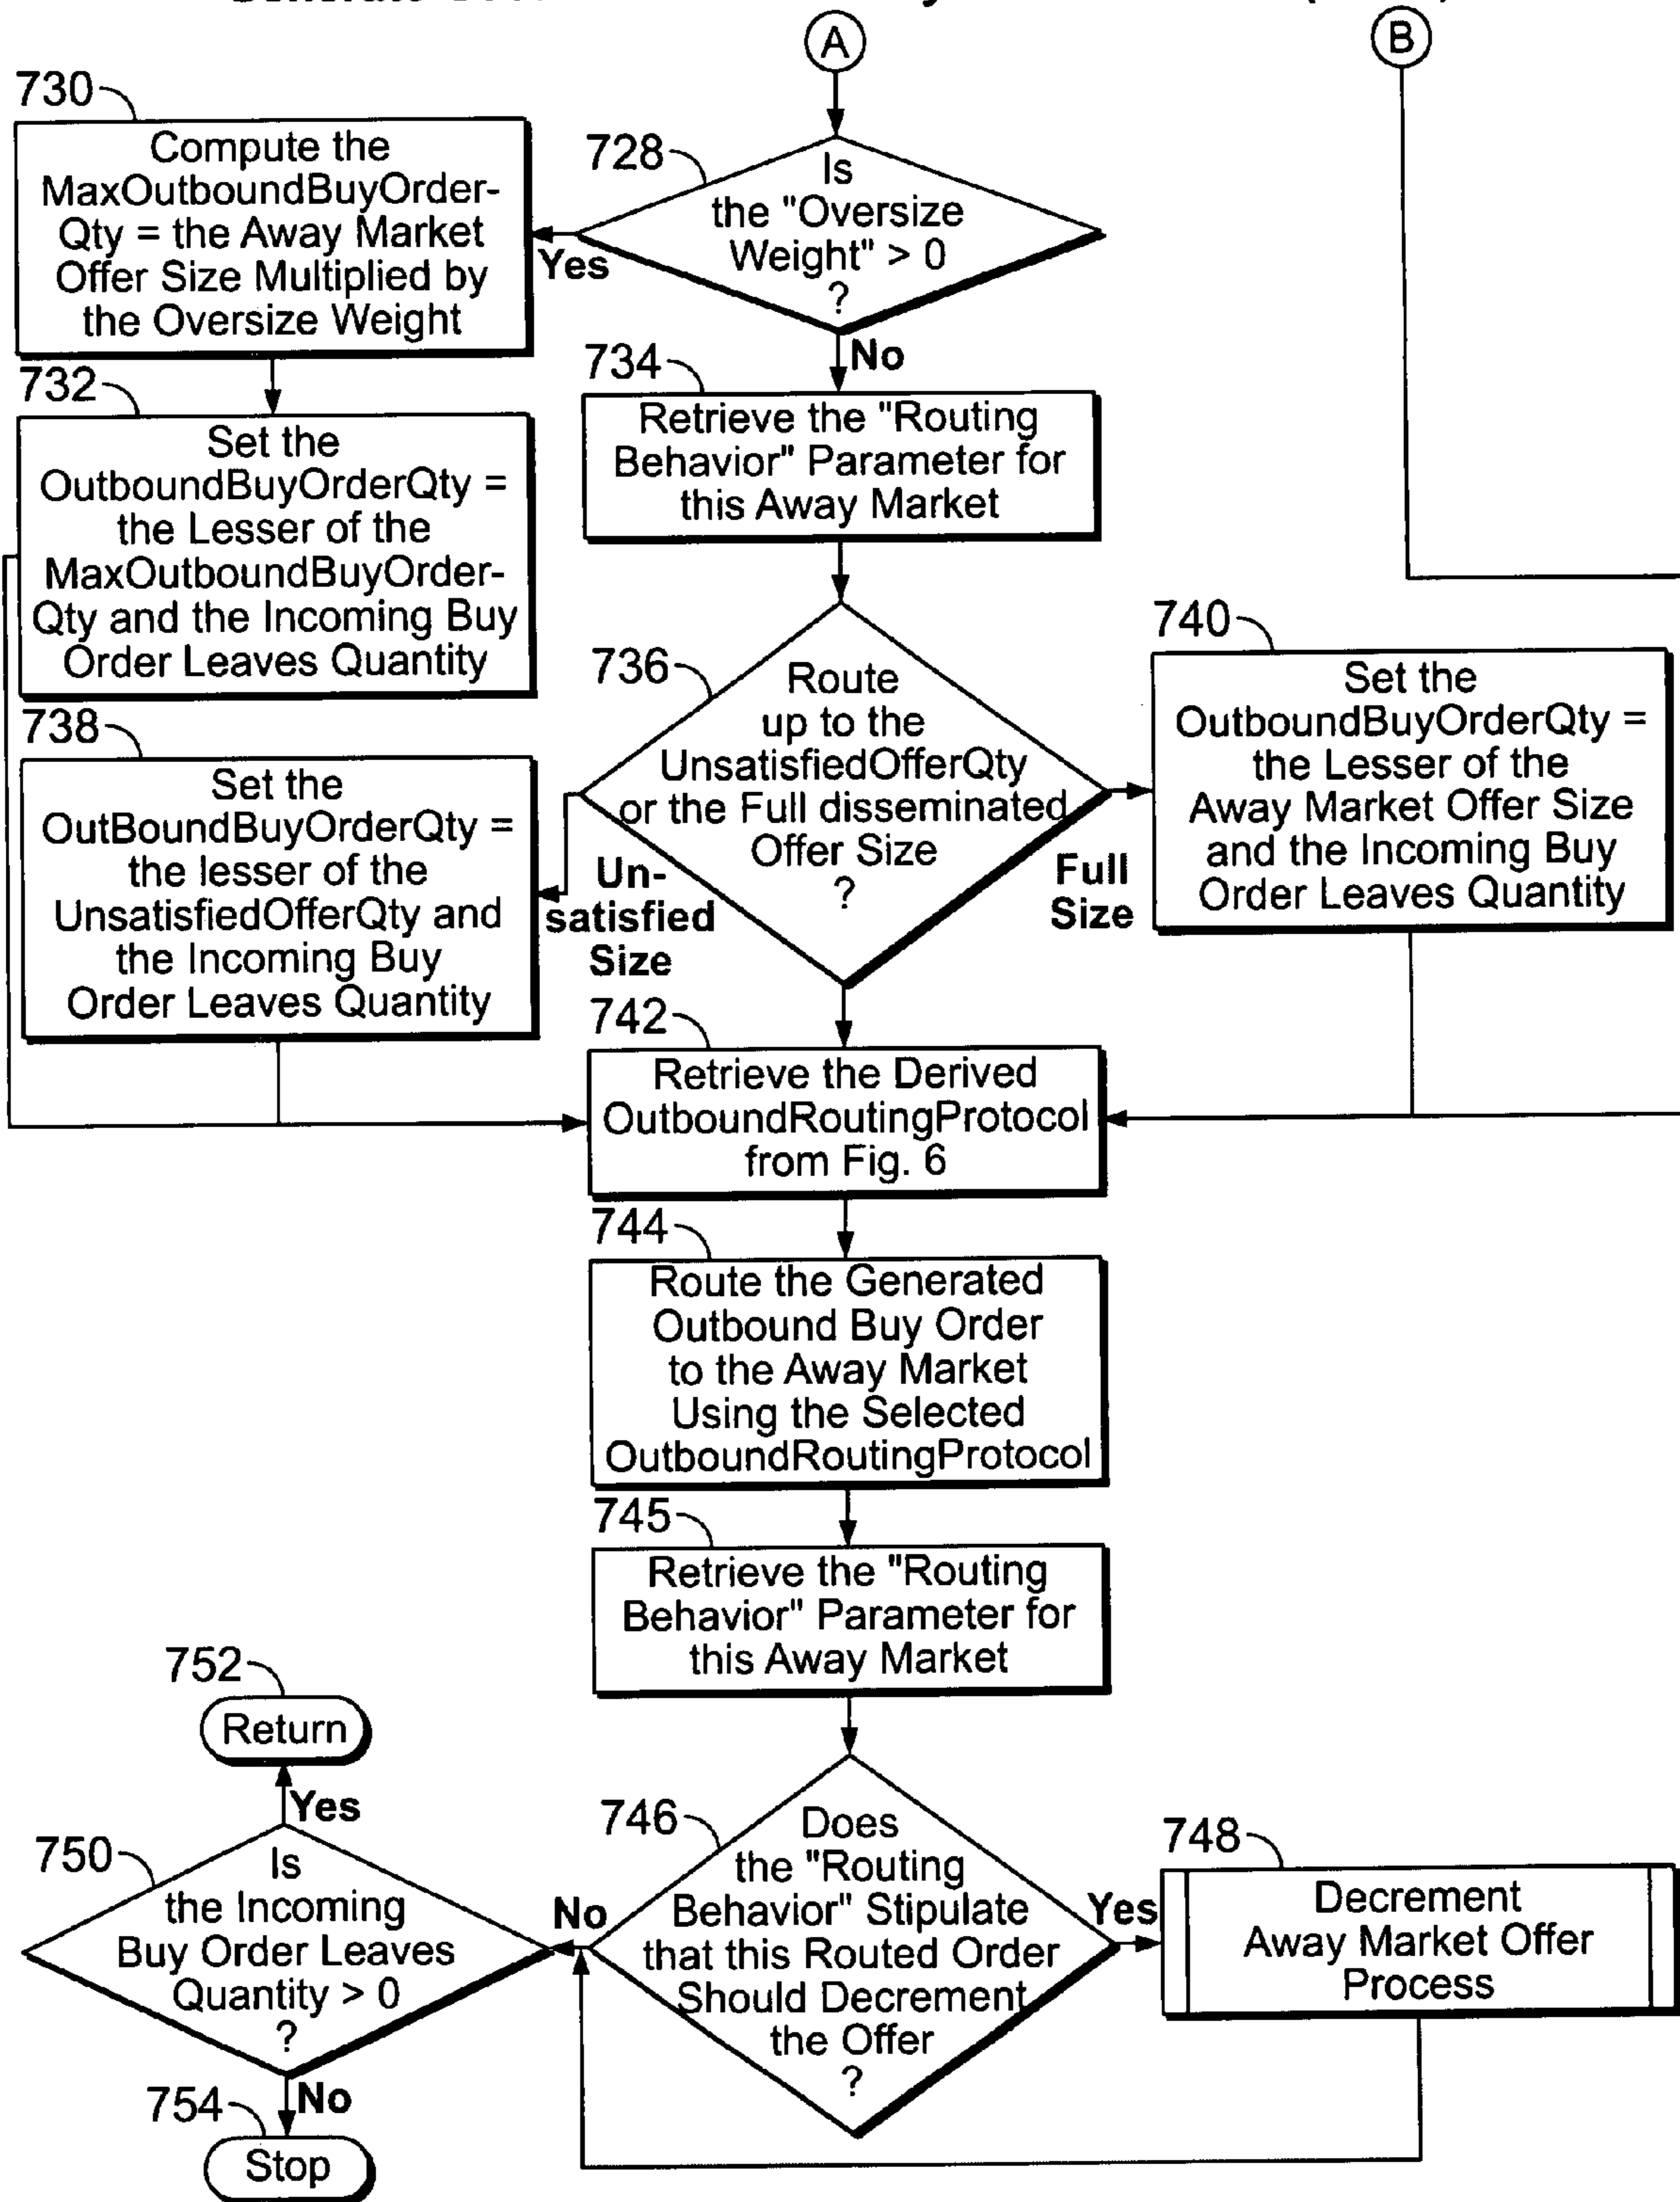 A
B
730
Compute the
MaxOutboundBuyOrder-
Qty = the Away Market
Offer Size Multiplied by
the Oversize Weight
728
Is
the "Oversize
Weight" > 0
?
Yes
No
732
Set the
OutboundBuyOrderQty =
the Lesser of the
MaxOutboundBuyOrder-
Qty and the Incoming Buy
Order Leaves Quantity
734
Retrieve the "Routing
Behavior" Parameter for
this Away Market
736
Route
up to the
UnsatisfiedOfferQty
or the Full disseminated
Offer Size
?
Un-
satisfied
Size
Full
Size
738
Set the
OutBoundBuyOrderQty =
the lesser of the
UnsatisfiedOfferQty and
the Incoming Buy
Order Leaves Quantity
740
Set the
OutboundBuyOrderQty =
the Lesser of the
Away Market Offer Size
and the Incoming Buy
Order Leaves Quantity
742
Retrieve the Derived
OutboundRoutingProtocol
from Fig. 6
744
Route the Generated
Outbound Buy Order
to the Away Market
Using the Selected
OutboundRoutingProtocol
745
Retrieve the "Routing
Behavior" Parameter for
this Away Market
746
Does
the "Routing
Behavior" Stipulate
that this Routed Order
Should Decrement
the Offer
?
Yes
No
748
Decrement
Away Market Offer
Process
750
Is
the Incoming
Buy Order Leaves
Quantity > 0
?
Yes
752
Return
No
754
Stop